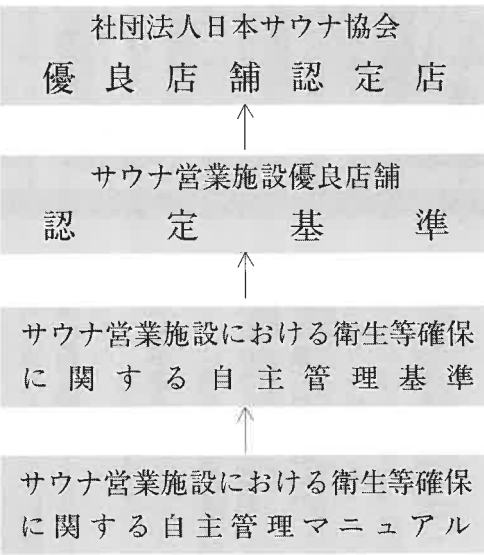 社団法人日本サウナ協会
優良店舗認定店
サウナ営業施設優良店舗
認定基準
サウナ営業施設における衛生等確保
に関する自主管理基準
サウナ営業施設における衛生等確保
に関する自主管理マニュアル